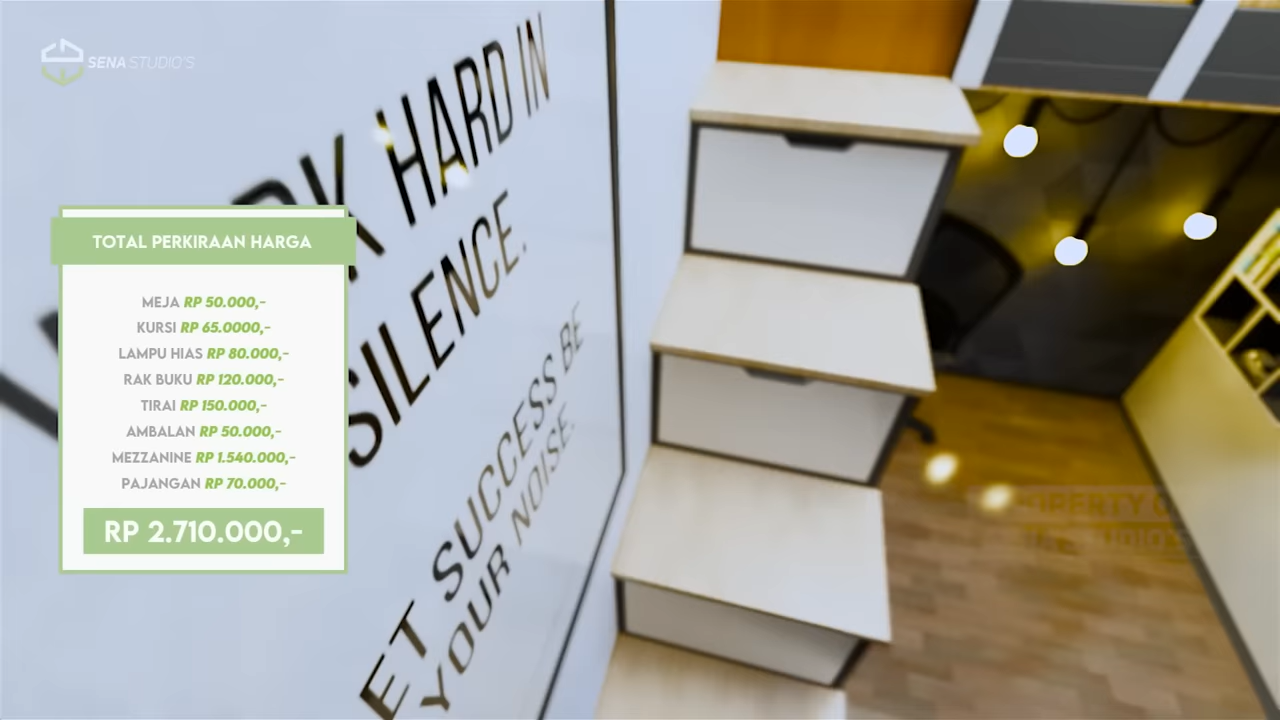 SENA STUDIO'S
HARD IN
SILENCE.
SUCCESS BE
YOUR NOISE.
TOTAL PERKIRAAN HARGA
MEJA RP 50.000,-
KURSI RP 65.0000,-
LAMPU HIAS RP 80.000,-
RAK BUKU RP 120.000,-
TIRAI RP 150.000,-
AMBALAN RP 50.000,-
MEZZANINE RP 1.540.000,-
PAJANGAN RP 70.000,-
RP 2.710.000,-